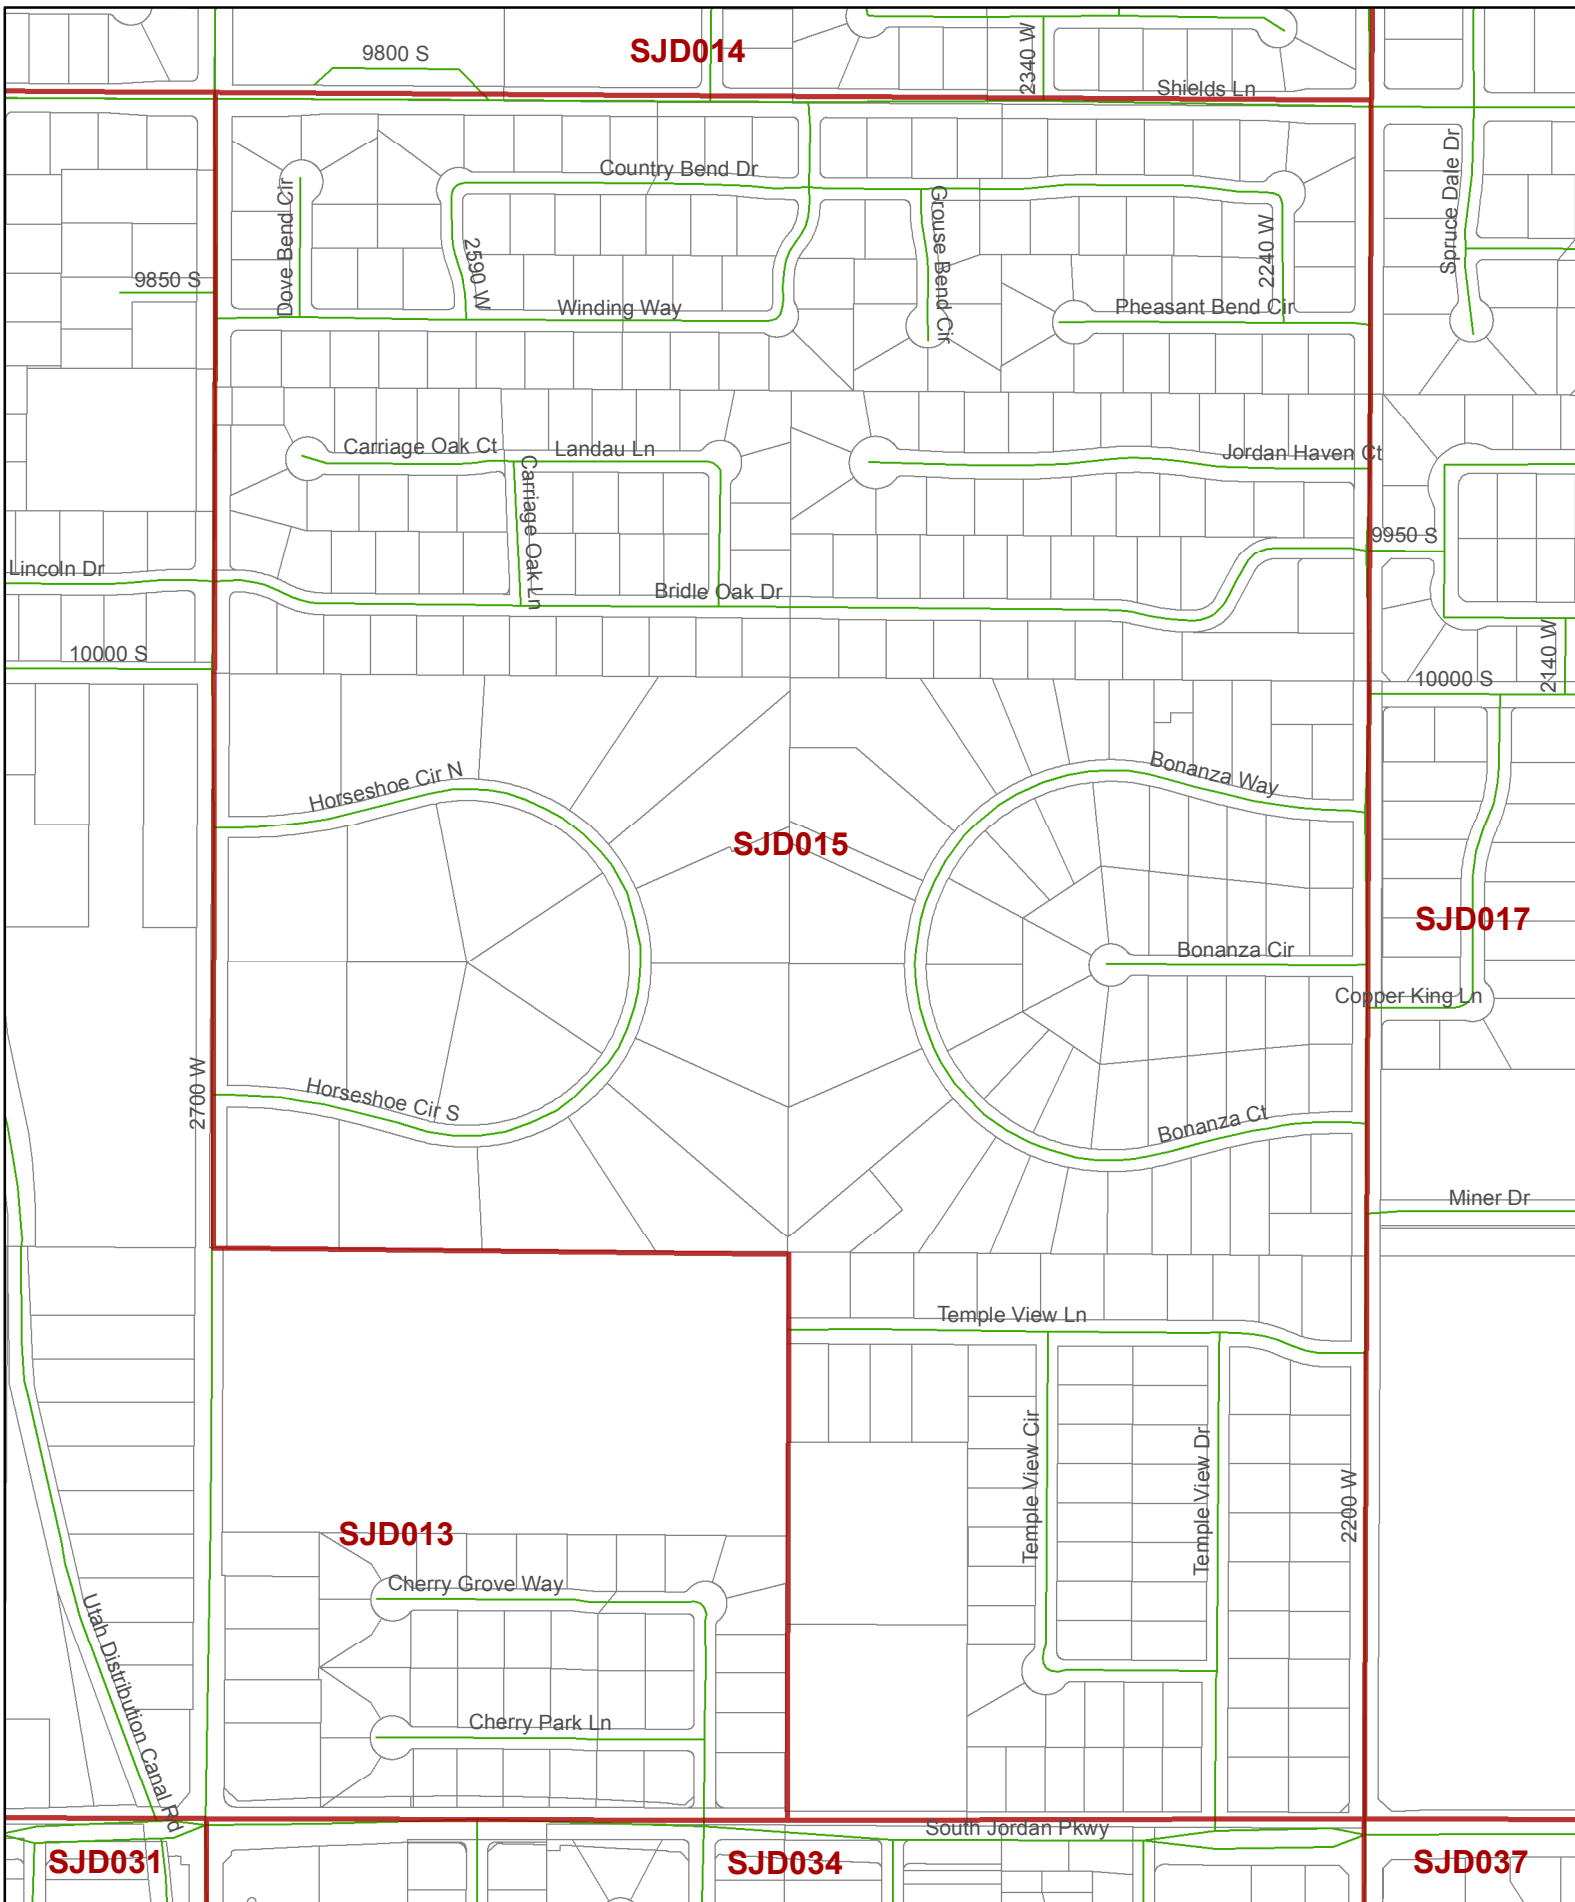 9800 S
SJD014
2340 W
Shields Ln
Country Bend Dr
Spruce Dale Dr
Dove Bend Cir
2590 W
Grouse Bend Cir
2240 W
9850 S
Winding Way
Pheasant Bend Cir
Carriage Oak Ct
Landau Ln
Jordan Haven Ct
Carriage Oak Ln
9950 S
Lincoln Dr
Bridle Oak Dr
10000 S
2140 W
10000 S
Horseshoe Cir N
Bonanza Way
SJD015
SJD017
Bonanza Cir
Copper King Ln
2700 W
Horseshoe Cir S
Bonanza Ct
Miner Dr
Temple View Ln
Temple View Cir
Temple View Dr
2200 W
SJD013
Cherry Grove Way
Utah Distribution Canal Rd
Cherry Park Ln
South Jordan Pkwy
SJD031
SJD034
SJD037